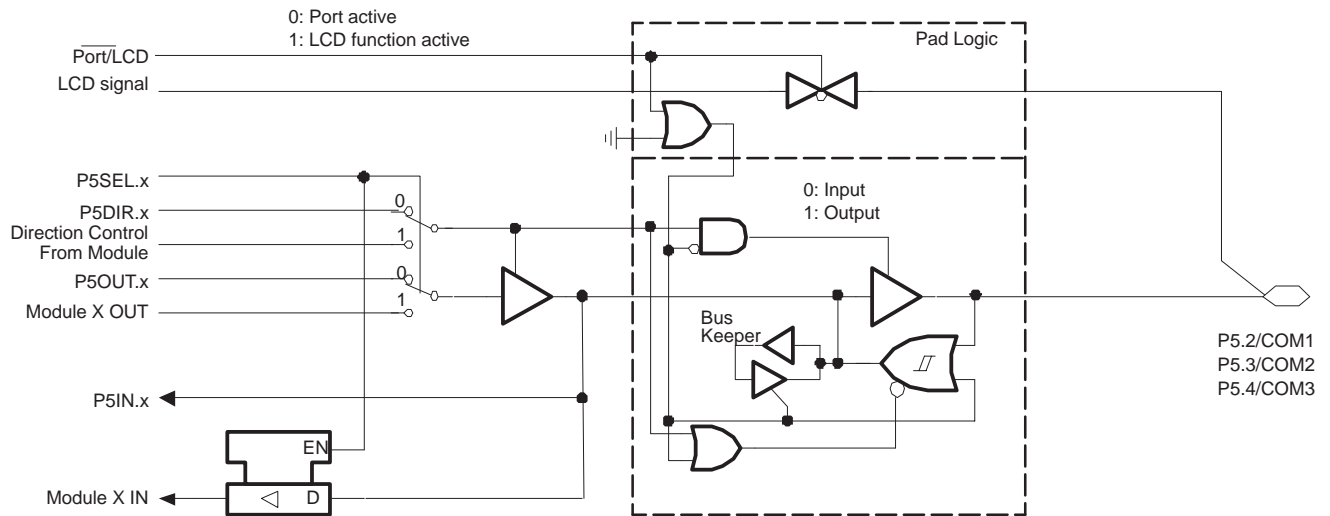 0: Port active
1: LCD function active
Pad Logic
Port/LCD
LCD signal
P5SEL.x
P5DIR.x
Direction Control
From Module
P5OUT.x
Module X OUT
0
1
0
1
0: Input
1: Output
Bus
Keeper
P5.2/COM1
P5.3/COM2
P5.4/COM3
P5IN.x
EN
Module X IN
D